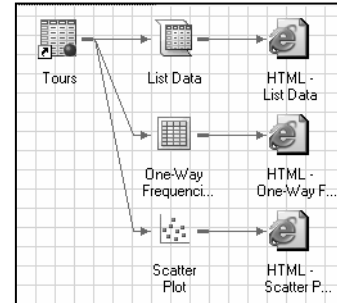 Tours
List Data
HTML -
List Data
One-Way
Frequenci...
HTML -
One-Way F...
Scatter
Plot
HTML -
Scatter P...